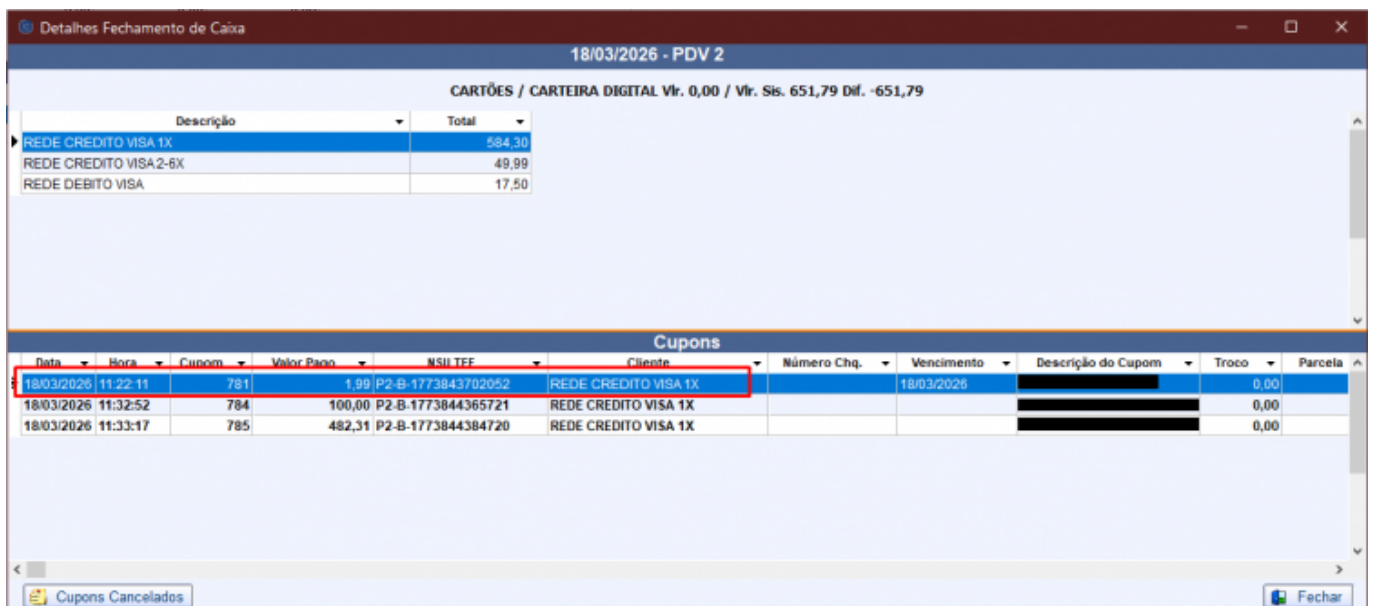 Detalhes Fechamento de Caixa
18/03/2026 - PDV 2
CARTÕES / CARTEIRA DIGITAL Vlr. 0,00 / Vlr. Sis. 651,79 Dif. -651,79
Descrição Total
REDE CREDITO VISA 1X 584,30
REDE CREDITO VISA 2-6X 49,99
REDE DEBITO VISA 17,50
Cupons
Data Hora Cupom Valor Pago NSU TEF Cliente Número Chq. Vencimento Descrição do Cupom Troco Parcela
18/03/2026 11:22:11 781 1,99 P2-B-1773843702052 REDE CREDITO VISA 1X 18/03/2026 0,00
18/03/2026 11:32:52 784 100,00 P2-B-1773844365721 REDE CREDITO VISA 1X 0,00
18/03/2026 11:33:17 785 482,31 P2-B-1773844384720 REDE CREDITO VISA 1X 0,00
Cupons Cancelados Fechar